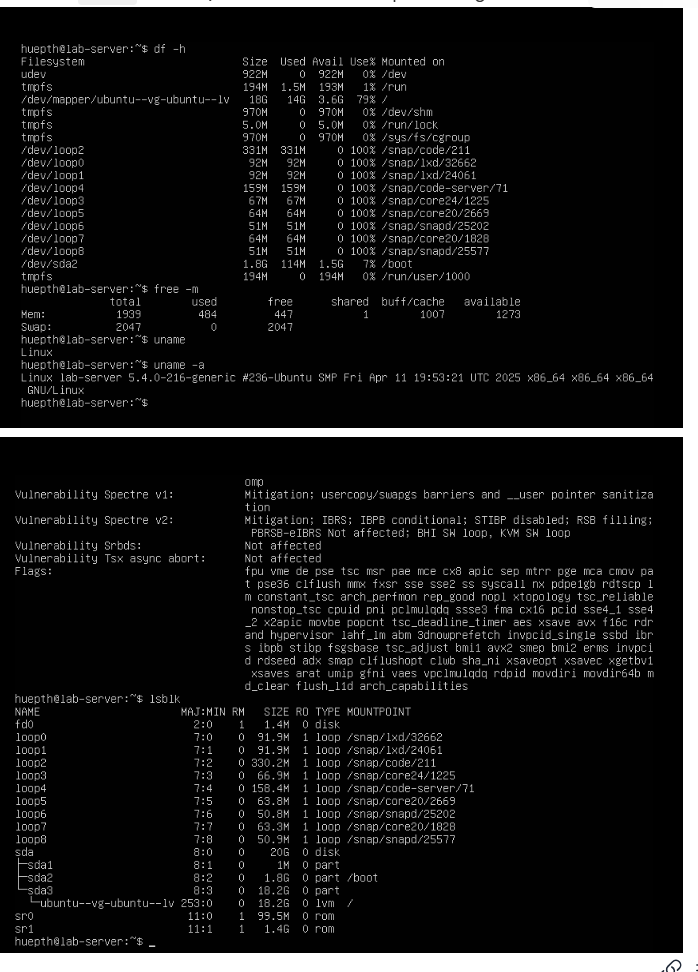 huepth@lab-server:~$ df -h
Filesystem Size Used Avail Use% Mounted on
udev 922M 0 922M 0% /dev
tmpfs 194M 1.5M 193M 1% /run
/dev/mapper/ubuntu--vg-ubuntu--lv 18G 14G 3.6G 79% /
tmpfs 970M 0 970M 0% /dev/shm
tmpfs 5.0M 0 5.0M 0% /run/lock
tmpfs 970M 0 970M 0% /sys/fs/cgroup
/dev/loop2 331M 331M 0 100% /snap/code/211
/dev/loop0 92M 92M 0 100% /snap/lxd/32662
/dev/loop1 92M 92M 0 100% /snap/lxd/24061
/dev/loop4 159M 159M 0 100% /snap/code-server/71
/dev/loop3 67M 67M 0 100% /snap/core24/1225
/dev/loop5 64M 64M 0 100% /snap/core20/2669
/dev/loop6 51M 51M 0 100% /snap/snapd/25202
/dev/loop7 64M 64M 0 100% /snap/core20/1828
/dev/loop8 51M 51M 0 100% /snap/snapd/25577
/dev/sda2 1.8G 114M 1.5G 7% /boot
tmpfs 194M 0 194M 0% /run/user/1000
huepth@lab-server:~$ free -m
total used free shared buff/cache available
Mem: 1939 484 447 1 1007 1273
Swap: 2047 0 2047
huepth@lab-server:~$ uname
Linux
huepth@lab-server:~$ uname -a
Linux lab-server 5.4.0-216-generic #236-Ubuntu SMP Fri Apr 11 19:53:21 UTC 2025 x86_64 x86_64 x86_64
GNU/Linux
huepth@lab-server:~$
omp
Vulnerability Spectre v1: Mitigation; usercopy/swapgs barriers and __user pointer sanitiza
tion
Vulnerability Spectre v2: Mitigation; IBRS; IBPB conditional; STIBP disabled; RSB filling;
PBRSB-eIBRS Not affected; BHI SW loop, KVM SW loop
Vulnerability Srbds: Not affected
Vulnerability Tsx async abort: Not affected
Flags: fpu vme de pse tsc msr pae mce cx8 apic sep mtrr pge mca cmov pa
t pse36 clflush mmx fxsr sse sse2 ss syscall nx pdpe1gb rdtscp l
m constant_tsc arch_perfmon rep_good nopl xtopology tsc_reliable
nonstop_tsc cpuid pni pclmulqdq ssse3 fma cx16 pcid sse4_1 sse4
_2 x2apic movbe popcnt tsc_deadline_timer aes xsave avx f16c rdr
and hypervisor lahf_lm abm 3dnowprefetch invpcid_single ssbd ibr
s ibpb stibp fsgsbase tsc_adjust bmi1 avx2 smep bmi2 erms invpci
d rdseed adx smap clflushopt clwb sha_ni xsaveopt xsavec xgetbv1
xsaves arat umip gfni vaes vpclmulqdq rdpid movdiri movdir64b m
d_clear flush_l1d arch_capabilities
huepth@lab-server:~$ lsblk
NAME MAJ:MIN RM SIZE RO TYPE MOUNTPOINT
fd0 2:0 1 1.4M 0 disk
loop0 7:0 0 91.9M 1 loop /snap/lxd/32662
loop1 7:1 0 91.9M 1 loop /snap/lxd/24061
loop2 7:2 0 330.2M 1 loop /snap/code/211
loop3 7:3 0 66.9M 1 loop /snap/core24/1225
loop4 7:4 0 158.4M 1 loop /snap/code-server/71
loop5 7:5 0 63.8M 1 loop /snap/core20/2669
loop6 7:6 0 50.8M 1 loop /snap/snapd/25202
loop7 7:7 0 63.3M 1 loop /snap/core20/1828
loop8 7:8 0 50.9M 1 loop /snap/snapd/25577
sda 8:0 0 20G 0 disk
├─sda1 8:1 0 1M 0 part
├─sda2 8:2 0 1.8G 0 part /boot
└─sda3 8:3 0 18.2G 0 part
└─ubuntu--vg-ubuntu--lv 253:0 0 18.2G 0 lvm /
sr0 11:0 1 99.5M 0 rom
sr1 11:1 1 1.4G 0 rom
huepth@lab-server:~$ _